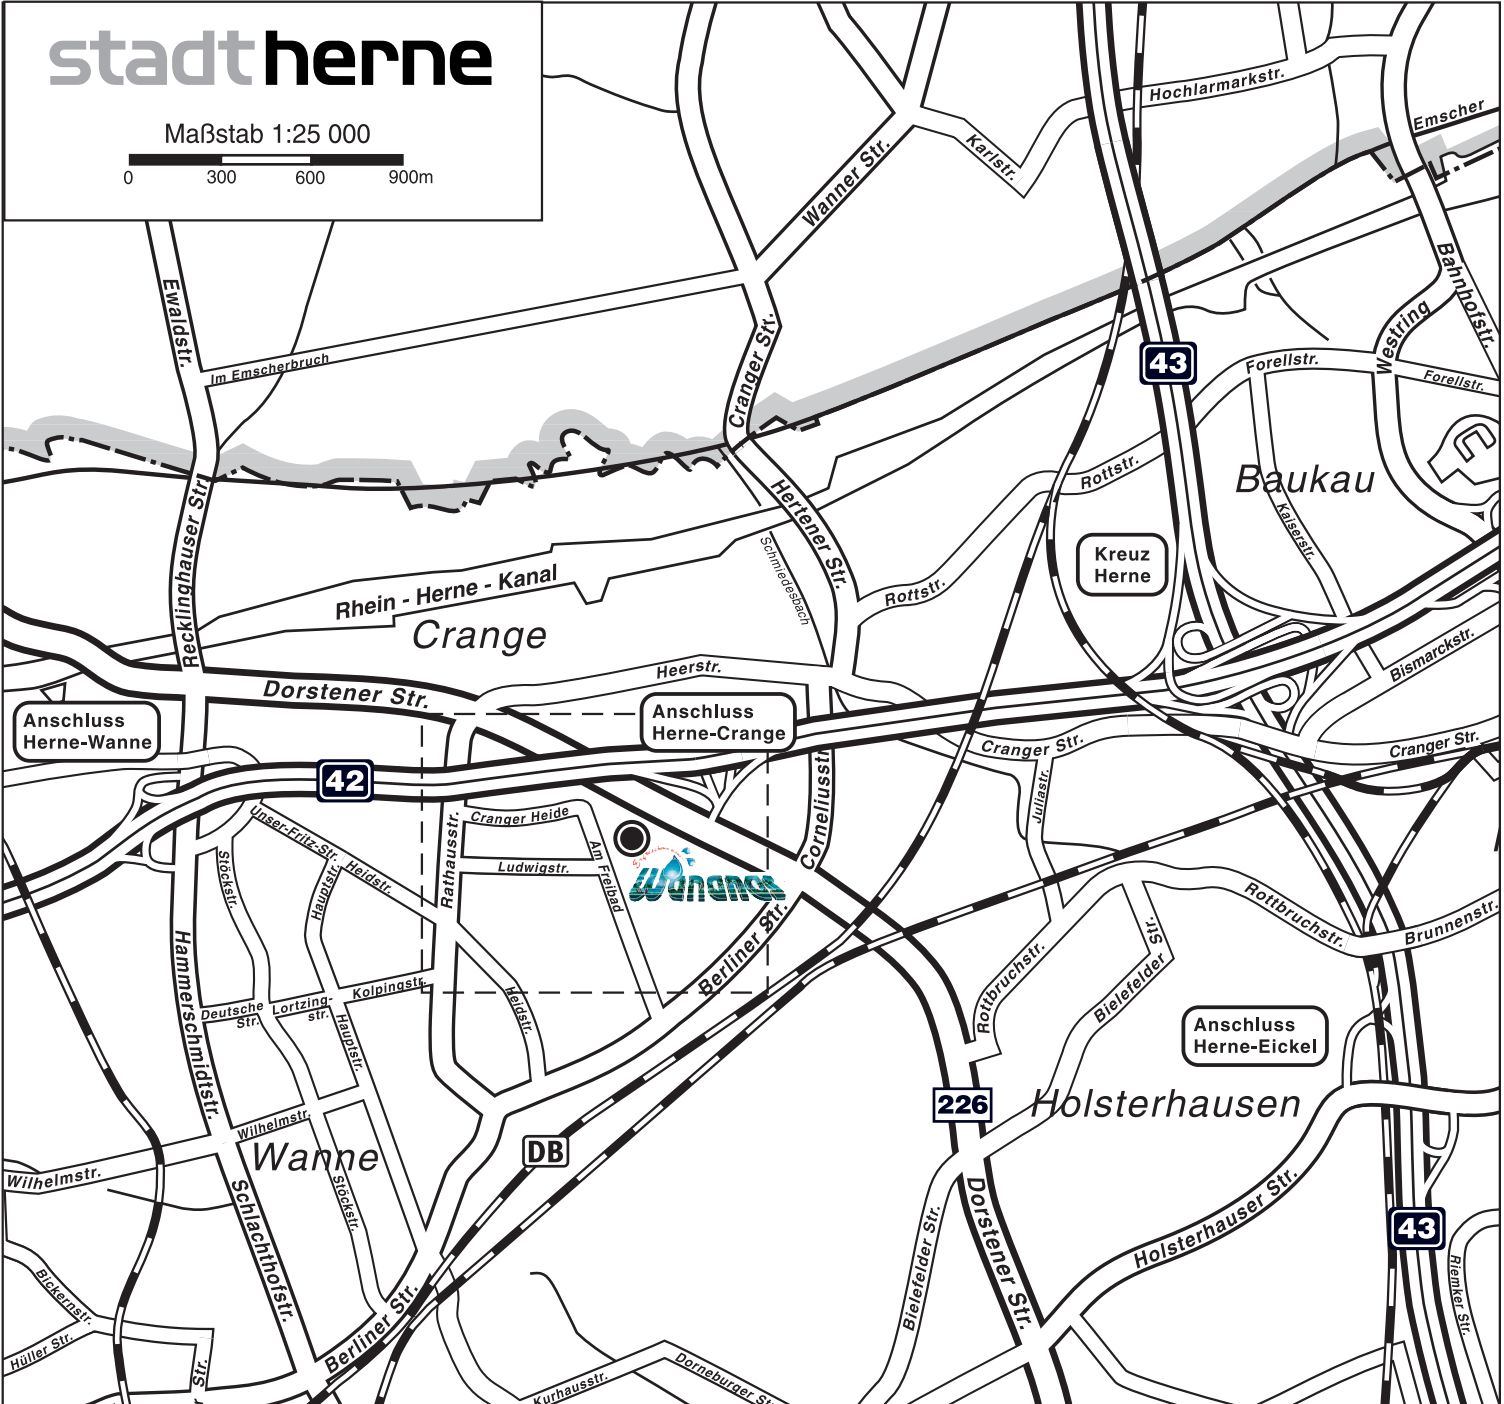 stadtherne
Maßstab 1:25 000
0 300 600 900m
Hochlarmarkstr.
Emscher
Karlstr.
Wanner Str.
Ewaldstr.
Bahnhofstr.
Westring
Cranger Str.
43
Im Emscherbruch
Forellstr.
Forellstr.
Baukau
Rottstr.
Recklinghauser Str.
Hertener Str.
Kaiserstr.
Schmiedesbach
Kreuz
Herne
Rhein - Herne - Kanal
Rottstr.
Crange
Bismarckstr.
Heerstr.
Dorstener Str.
Anschluss
Herne-Wanne
Anschluss
Herne-Crange
Cranger Str.
Cranger Str.
42
Juliastr.
Corneliusstr.
Cranger Heide
Unser-Fritz-Str.
Rathausstr.
Am Freibad
Ludwigstr.
Stöckstr.
Hauptstr.
Heidstr.
Wananas
Rottbruchstr.
Brunnenstr.
Berliner Str.
Bielefelder Str.
Hammerschmidtstr.
Kolpingstr.
Deutsche
Str.
Lortzing-
str.
Heidstr.
Hauptstr.
Rottbruchstr.
Anschluss
Herne-Eickel
226
Holsterhausen
Wilhelmstr.
Wanne
DB
Wilhelmstr.
Stöckstr.
Schlachthofstr.
Dorstener Str.
Bielefelder Str.
Holsterhauser Str.
43
Riemker Str.
Bickernstr.
Berliner Str.
Hüller Str.
Str.
Kurhausstr.
Dorneburger Str.